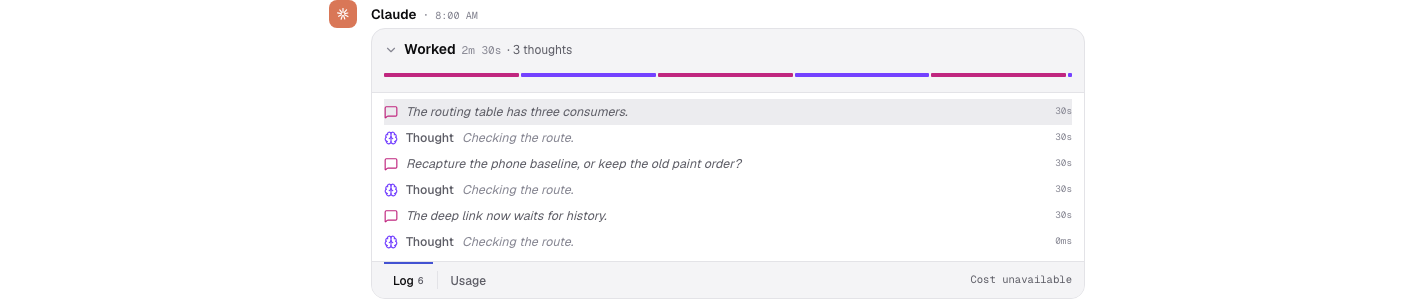 Claude · 8:00 AM
Worked 2m 30s · 3 thoughts
The routing table has three consumers. 30s
Thought Checking the route. 30s
Recapture the phone baseline, or keep the old paint order? 30s
Thought Checking the route. 30s
The deep link now waits for history. 30s
Thought Checking the route. 0ms
Log 6 Usage Cost unavailable